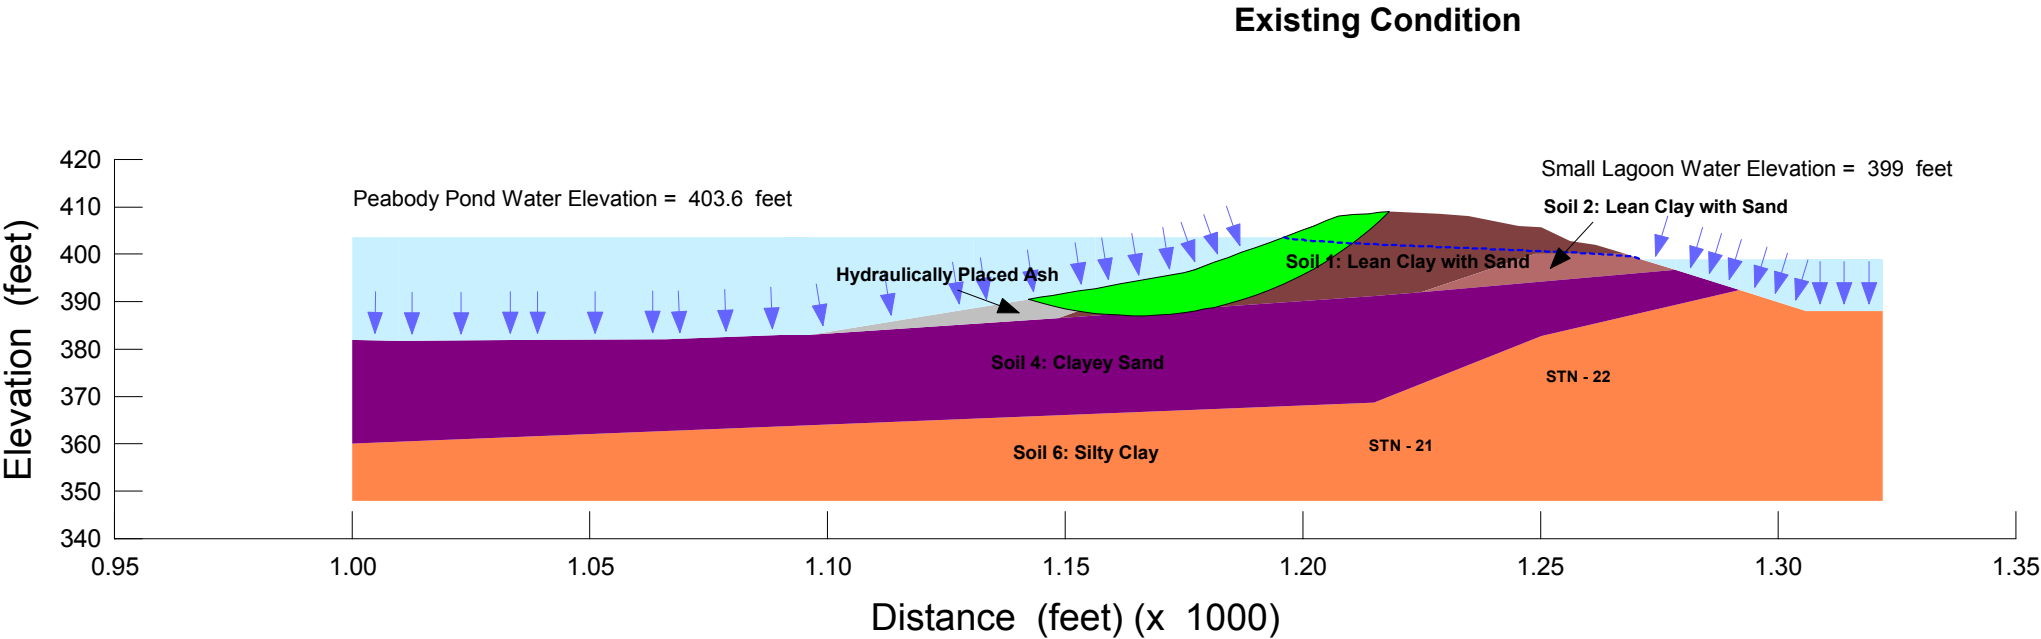 Existing Condition
420
410
400
390
380
370
360
350
340
Elevation (feet)
Peabody Pond Water Elevation = 403.6 feet
Small Lagoon Water Elevation = 399 feet
Soil 2: Lean Clay with Sand
Hydraulically Placed Ash
Soil 1: Lean Clay with Sand
Soil 4: Clayey Sand
STN - 22
STN - 21
Soil 6: Silty Clay
0.95 1.00 1.05 1.10 1.15 1.20 1.25 1.30 1.35
Distance (feet) (x 1000)